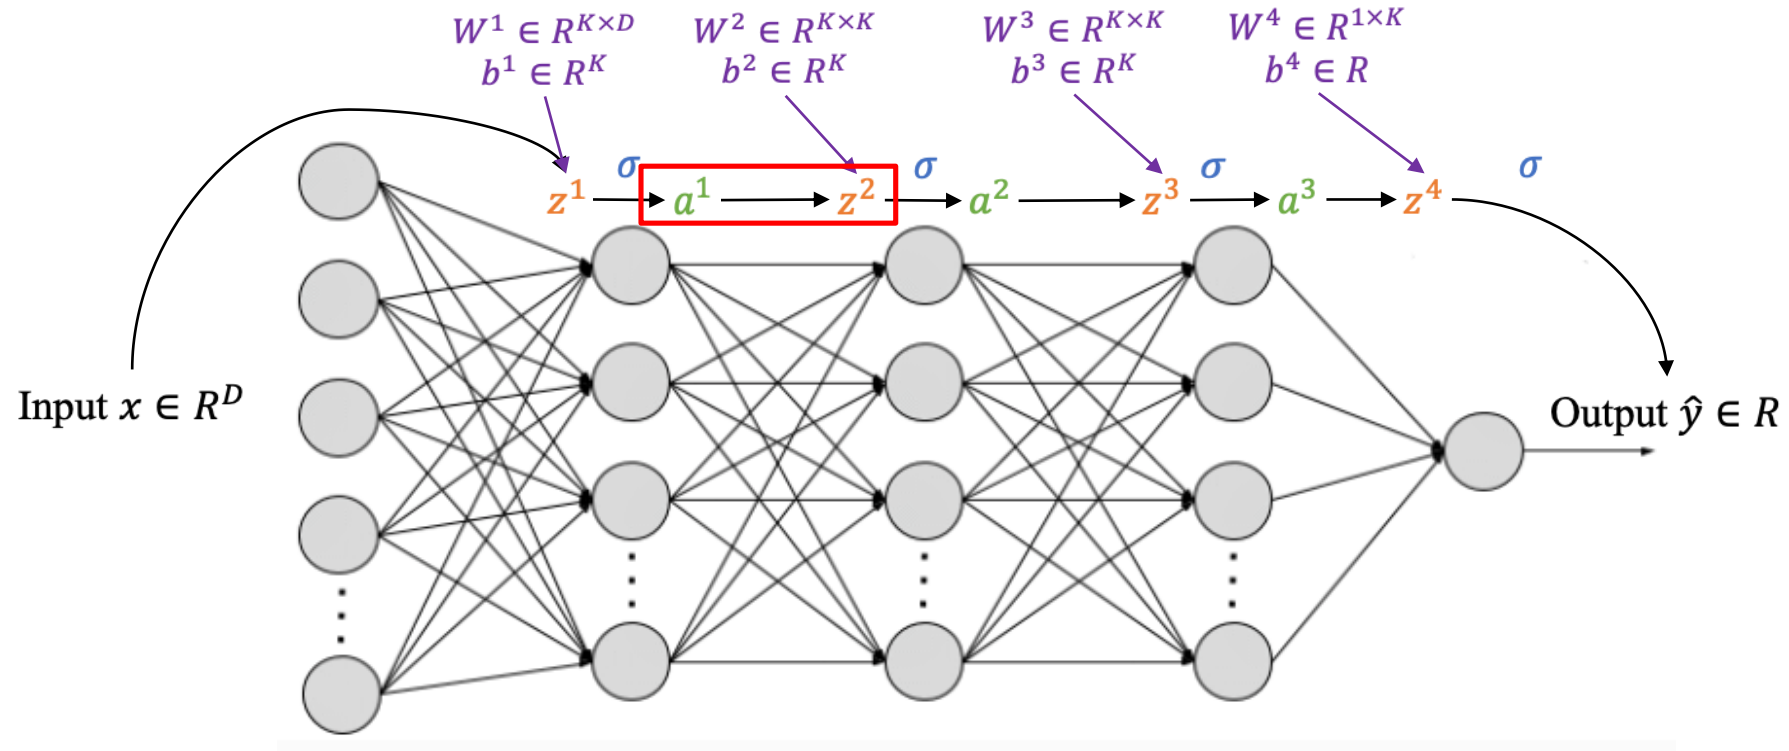 W¹ ∈ R^{K×D}
b¹ ∈ R^K
W² ∈ R^{K×K}
b² ∈ R^K
W³ ∈ R^{K×K}
b³ ∈ R^K
W⁴ ∈ R^{1×K}
b⁴ ∈ R
z¹ σ a¹ z² σ a² z³ σ a³ z⁴ σ
Input x ∈ R^D
Output ŷ ∈ R